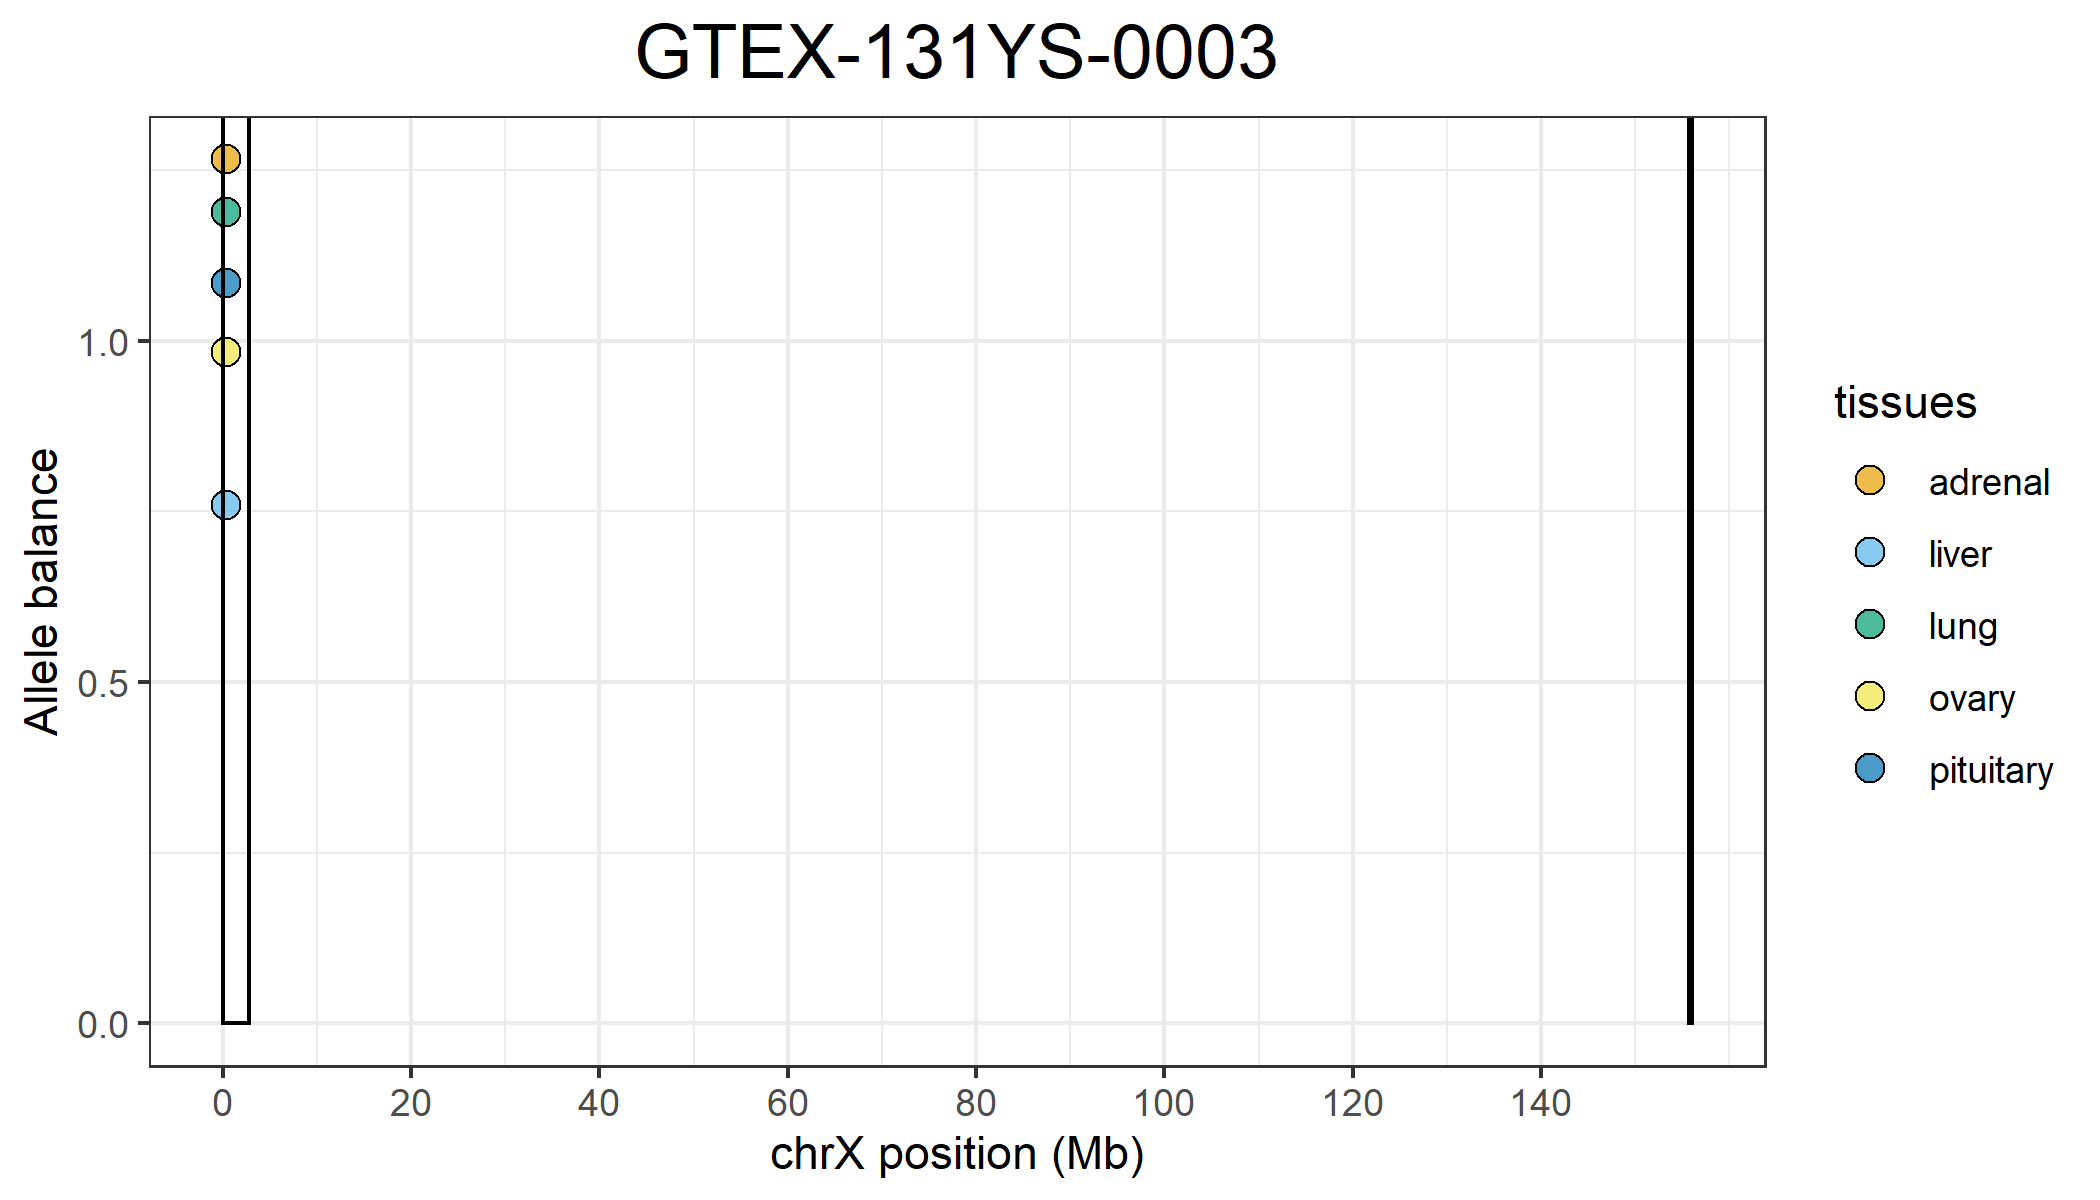 GTEX-131YS-0003
Allele balance
1.0
0.5
0.0
0 20 40 60 80 100 120 140
chrX position (Mb)
tissues
adrenal
liver
lung
ovary
pituitary